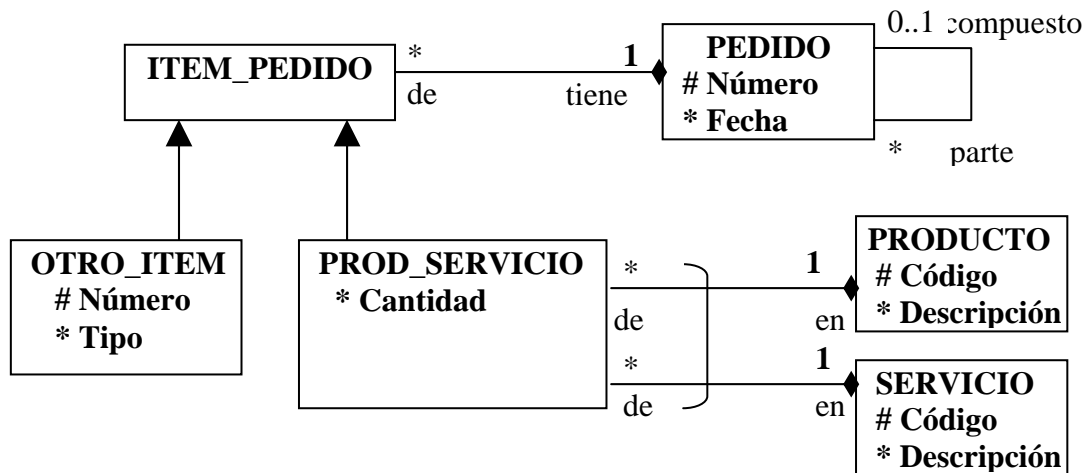 0..1 compuesto
ITEM_PEDIDO
*
de
1
tiene
PEDIDO
# Número
* Fecha
* parte
OTRO_ITEM
# Número
* Tipo
PROD_SERVICIO
* Cantidad
*
de
1
en
PRODUCTO
# Código
* Descripción
*
de
1
en
SERVICIO
# Código
* Descripción